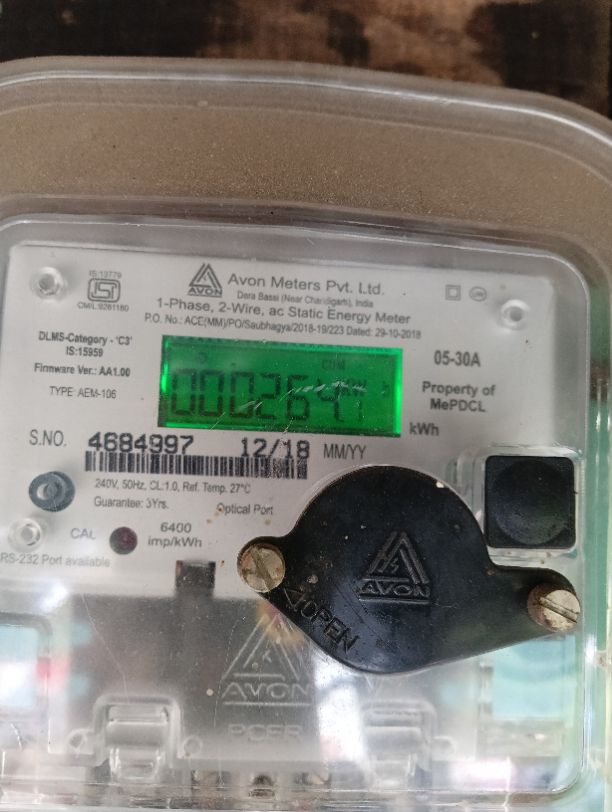 IS:13779
ISI
CM/L:9261160
AVON
Avon Meters Pvt. Ltd.
Dera Bassi (Near Chandigarh), India
1-Phase, 2-Wire, ac Static Energy Meter
P.O. No.: ACE(MM)/PO/Saubhagya/2018-19/223 Dated: 29-10-2018
DLMS-Category - 'C3'
IS:15959
Firmware Ver.: AA1.00
TYPE: AEM-106
CUM
kW h
05-30A
Property of
MePDCL
kWh
S.NO. 4684997 12/18 MM/YY
240V, 50Hz, CL:1.0, Ref. Temp. 27°C
Guarantee: 3Yrs.
Optical Port
CAL
6400
imp/kWh
RS-232 Port available
AVON
OPEN
AVON